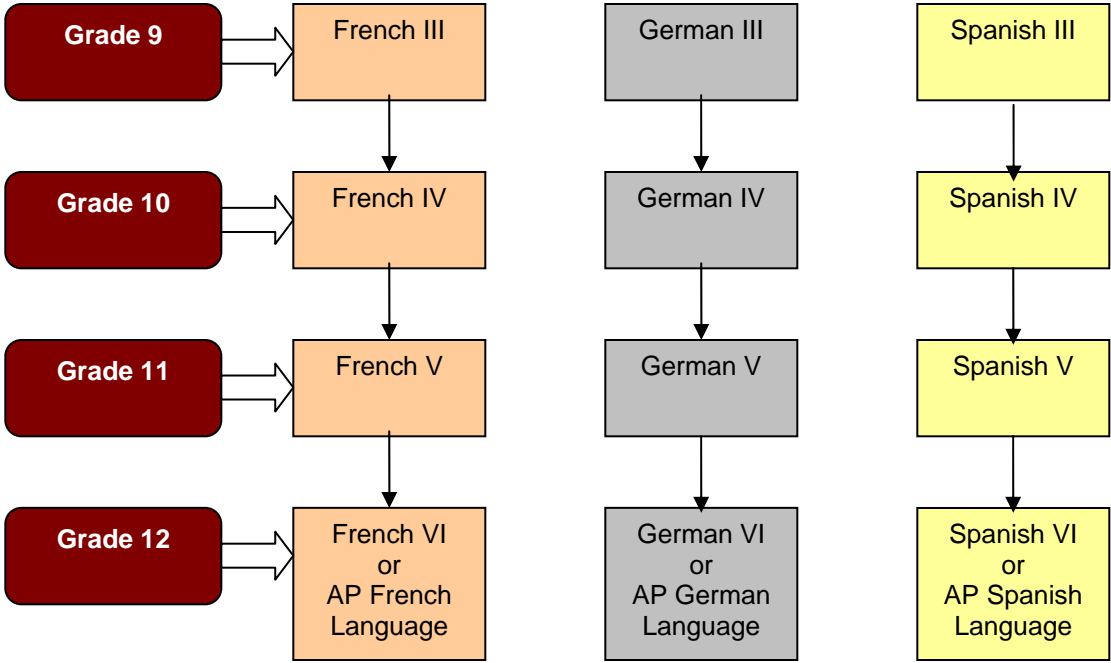 Grade 9
French III
German III
Spanish III
Grade 10
French IV
German IV
Spanish IV
Grade 11
French V
German V
Spanish V
Grade 12
French VI
or
AP French
Language
German VI
or
AP German
Language
Spanish VI
or
AP Spanish
Language